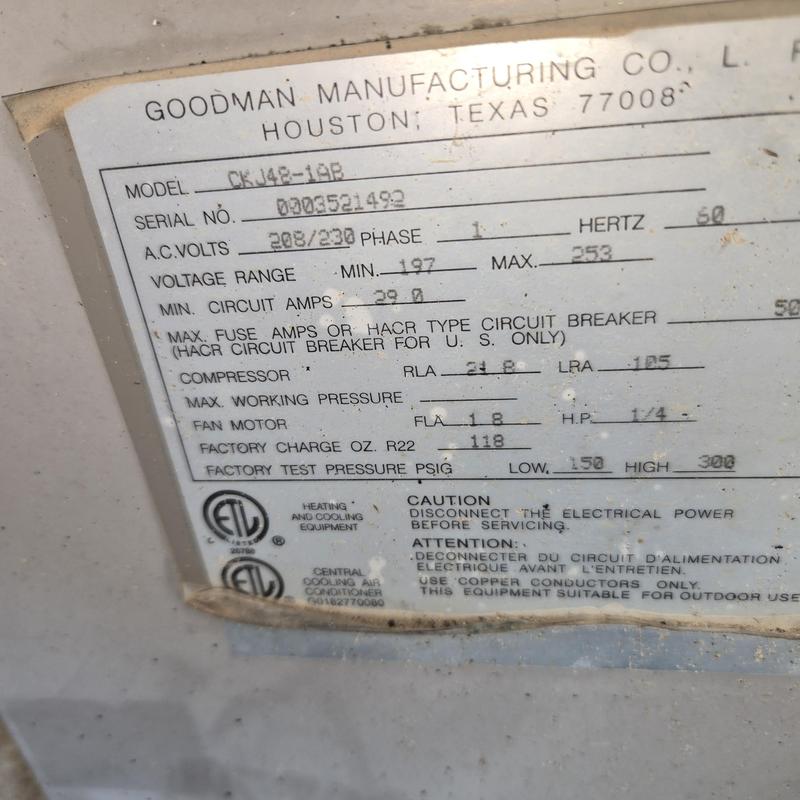 GOODMAN MANUFACTURING CO., L. P
HOUSTON, TEXAS 77008
MODEL CKJ48-1AB
SERIAL NO. 0003521492
A.C.VOLTS 208/230 PHASE 1 HERTZ 60
VOLTAGE RANGE MIN. 197 MAX. 253
MIN. CIRCUIT AMPS 29 0
MAX. FUSE AMPS OR HACR TYPE CIRCUIT BREAKER 50
(HACR CIRCUIT BREAKER FOR U. S. ONLY)
COMPRESSOR RLA LRA 105
MAX. WORKING PRESSURE
FAN MOTOR FLA 1 8 H.P. 1/4
FACTORY CHARGE OZ. R22 118
FACTORY TEST PRESSURE PSIG LOW, 150 HIGH 300
ETL
LISTED
®
HEATING
AND COOLING
EQUIPMENT
CAUTION
DISCONNECT THE ELECTRICAL POWER
BEFORE SERVICING.
ATTENTION:
DECONNECTER DU CIRCUIT D'ALIMENTATION
ELECTRIQUE AVANT L'ENTRETIEN.
USE COPPER CONDUCTORS ONLY.
THIS EQUIPMENT SUITABLE FOR OUTDOOR USE
ETL
CENTRAL
COOLING AIR
CONDITIONER